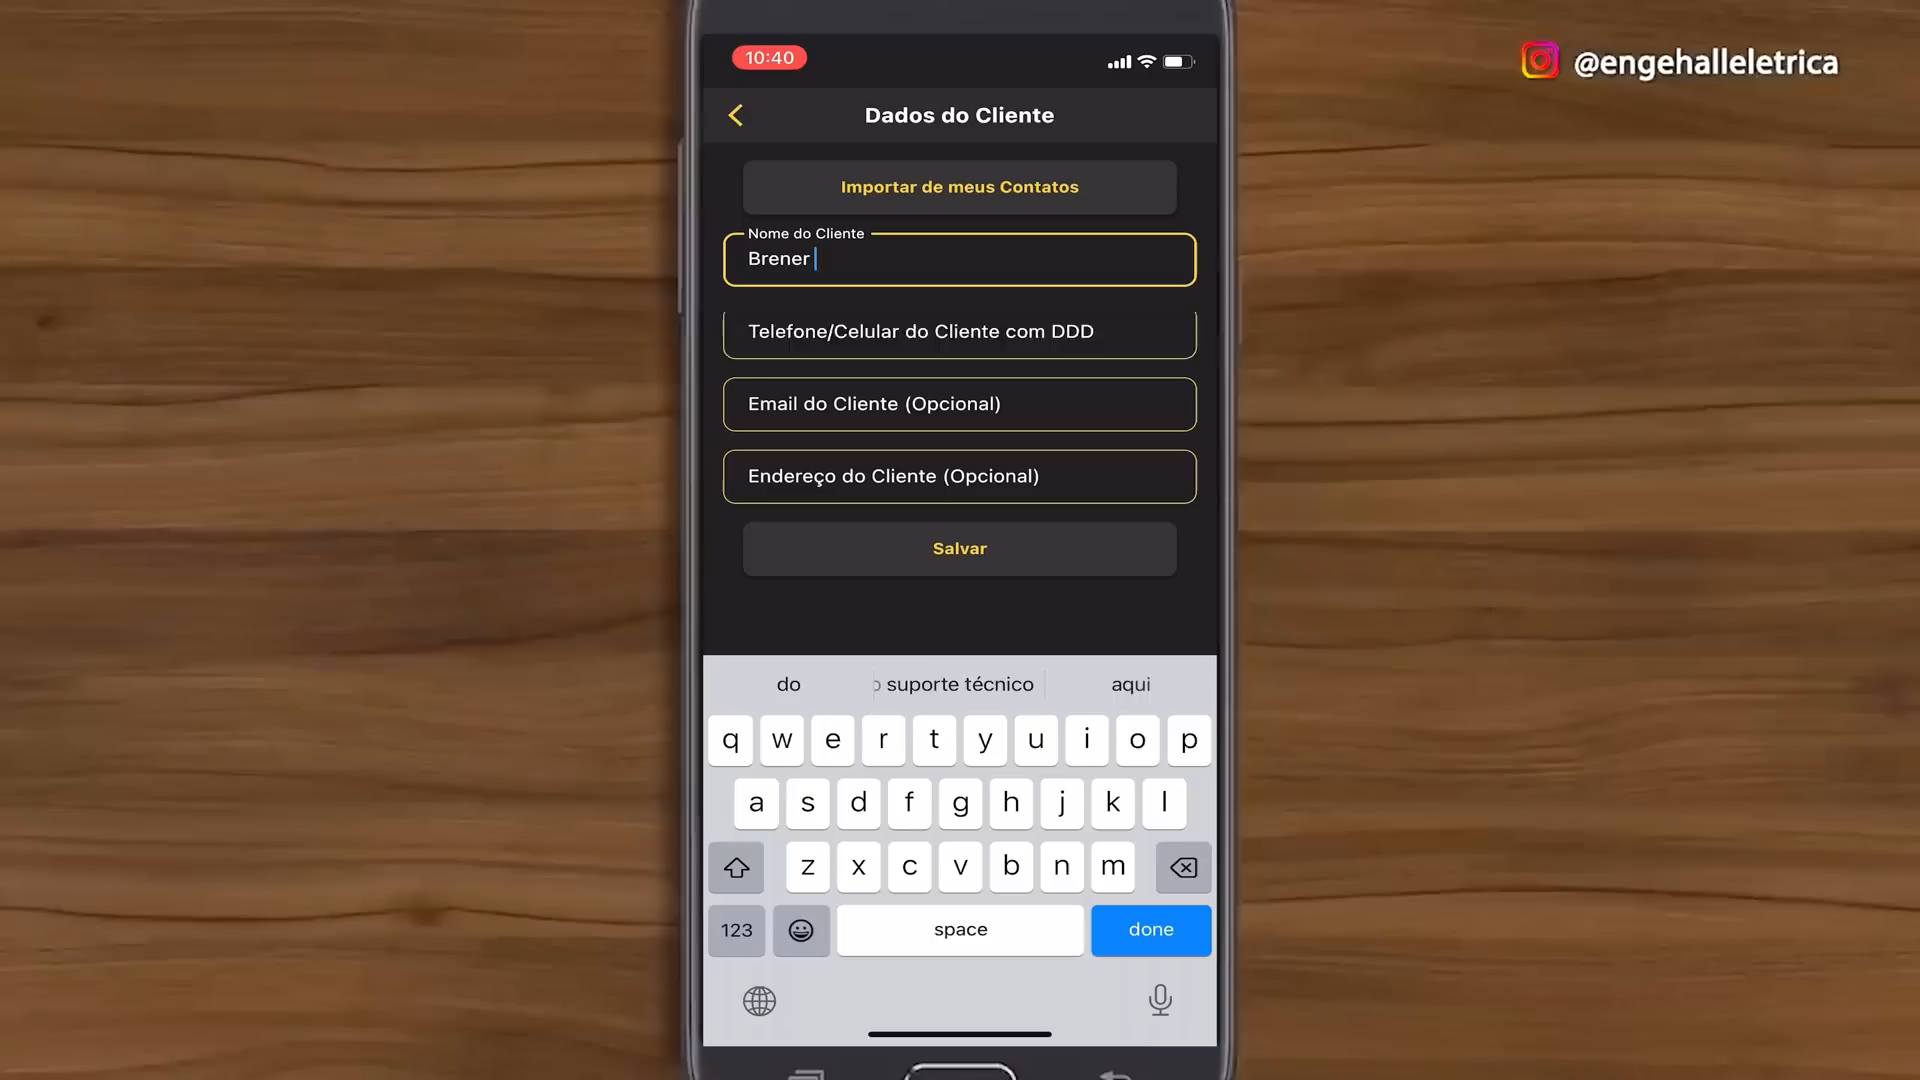 10:40
@engehalleletrica
Dados do Cliente
Importar de meus Contatos
Nome do Cliente
Brener
Telefone/Celular do Cliente com DDD
Email do Cliente (Opcional)
Endereço do Cliente (Opcional)
Salvar
do suporte técnico aqui
q w e r t y u i o p
a s d f g h j k l
z x c v b n m
123 space done